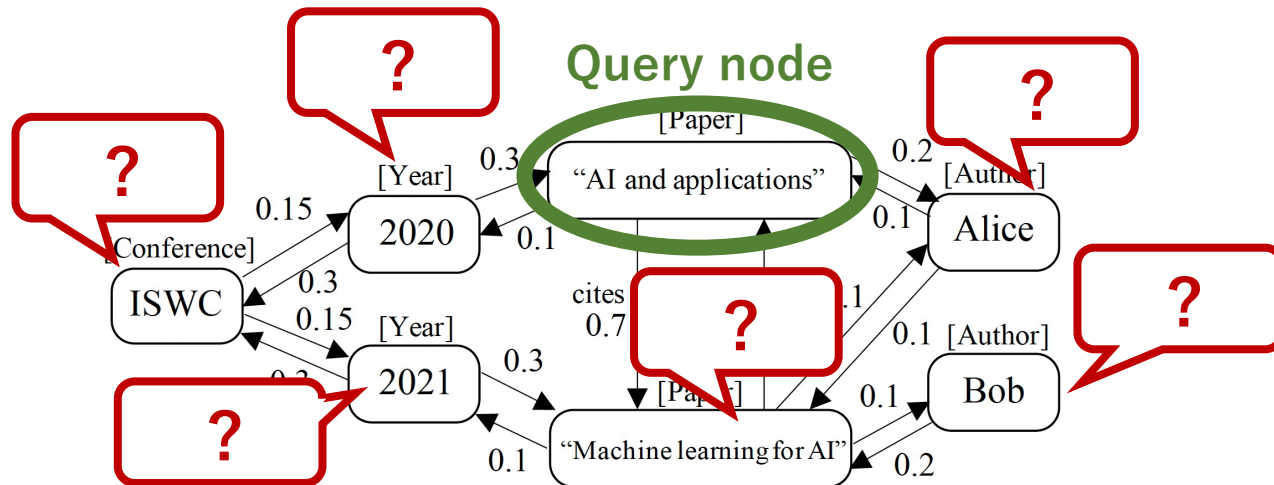 ?
Query node
?
?
[Paper]
0.3
0.2
“AI and applications”
[Year]
[Author]
0.15
2020
0.1
0.1
Alice
[Conference]
ISWC
0.3
cites
0.7
?
?
0.15
[Year]
0.1
[Author]
2021
0.3
Bob
?
0.1
“Machine learning for AI”
0.1
0.2